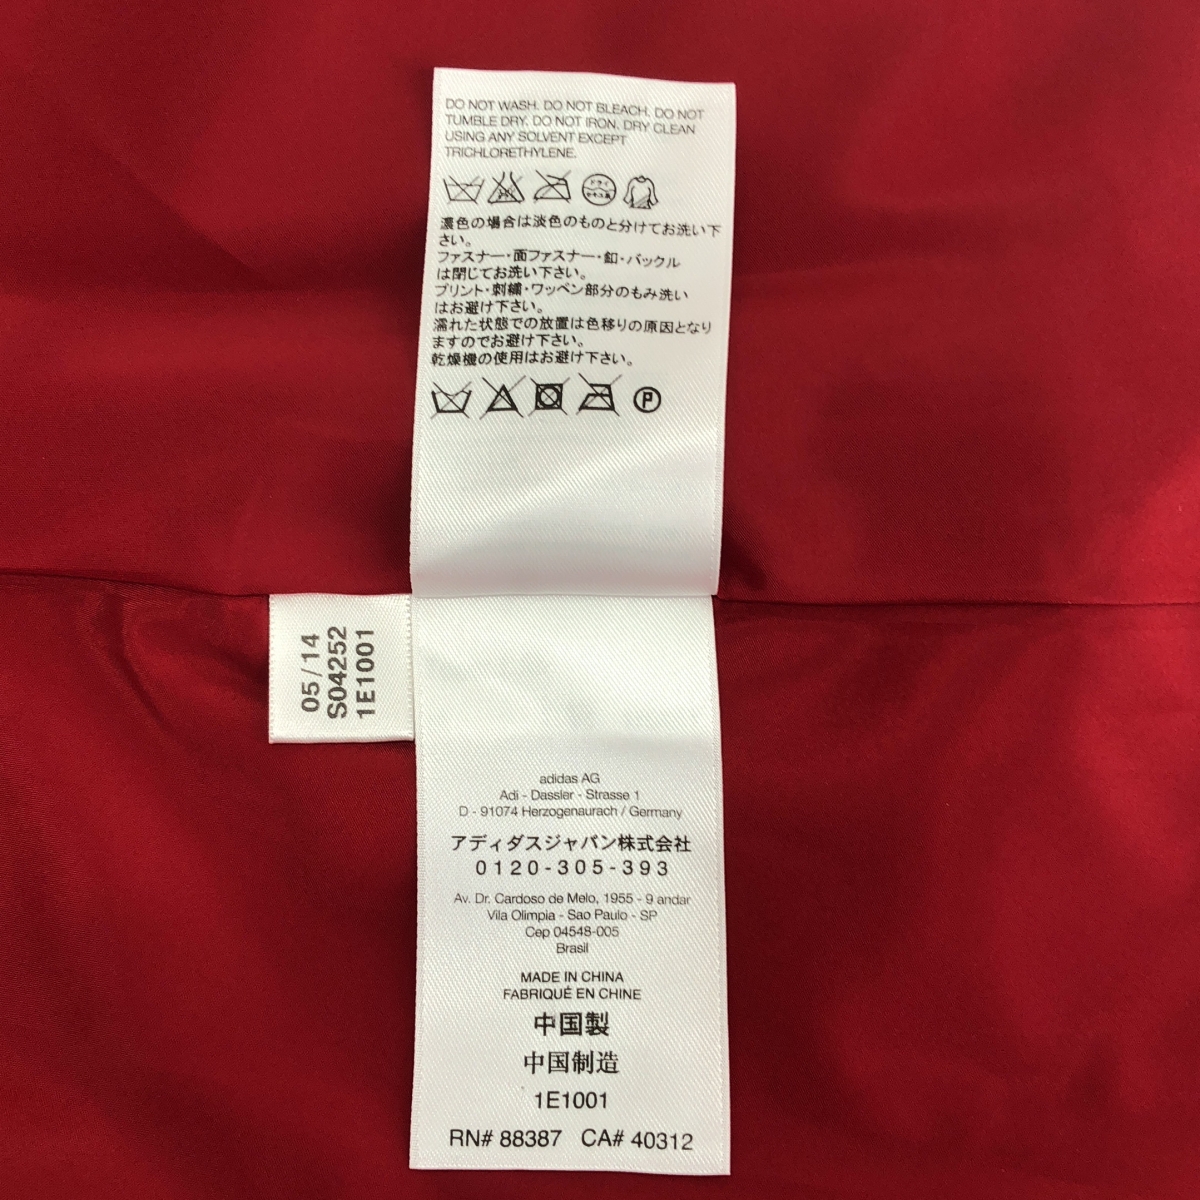 DO NOT WASH. DO NOT BLEACH. DO NOT
TUMBLE DRY. DO NOT IRON. DRY CLEAN
USING ANY SOLVENT EXCEPT
TRICHLORETHYLENE.
ドライ
セキユ系
濃色の場合は淡色のものと分けてお洗い下
さい。
ファスナー・面ファスナー・釦・バックル
は閉じてお洗い下さい。
プリント・刺繍・ワッペン部分のもみ洗い
はお避け下さい。
濡れた状態での放置は色移りの原因となり
ますのでお避け下さい。
乾燥機の使用はお避け下さい。
P
05/14
S04252
1E1001
adidas AG
Adi - Dassler - Strasse 1
D - 91074 Herzogenaurach / Germany
アディダスジャパン株式会社
0120-305-393
Av. Dr. Cardoso de Melo, 1955 - 9 andar
Vila Olimpia - Sao Paulo - SP
Cep 04548-005
Brasil
MADE IN CHINA
FABRIQUÉ EN CHINE
中国製
中国制造
1E1001
RN# 88387 CA# 40312